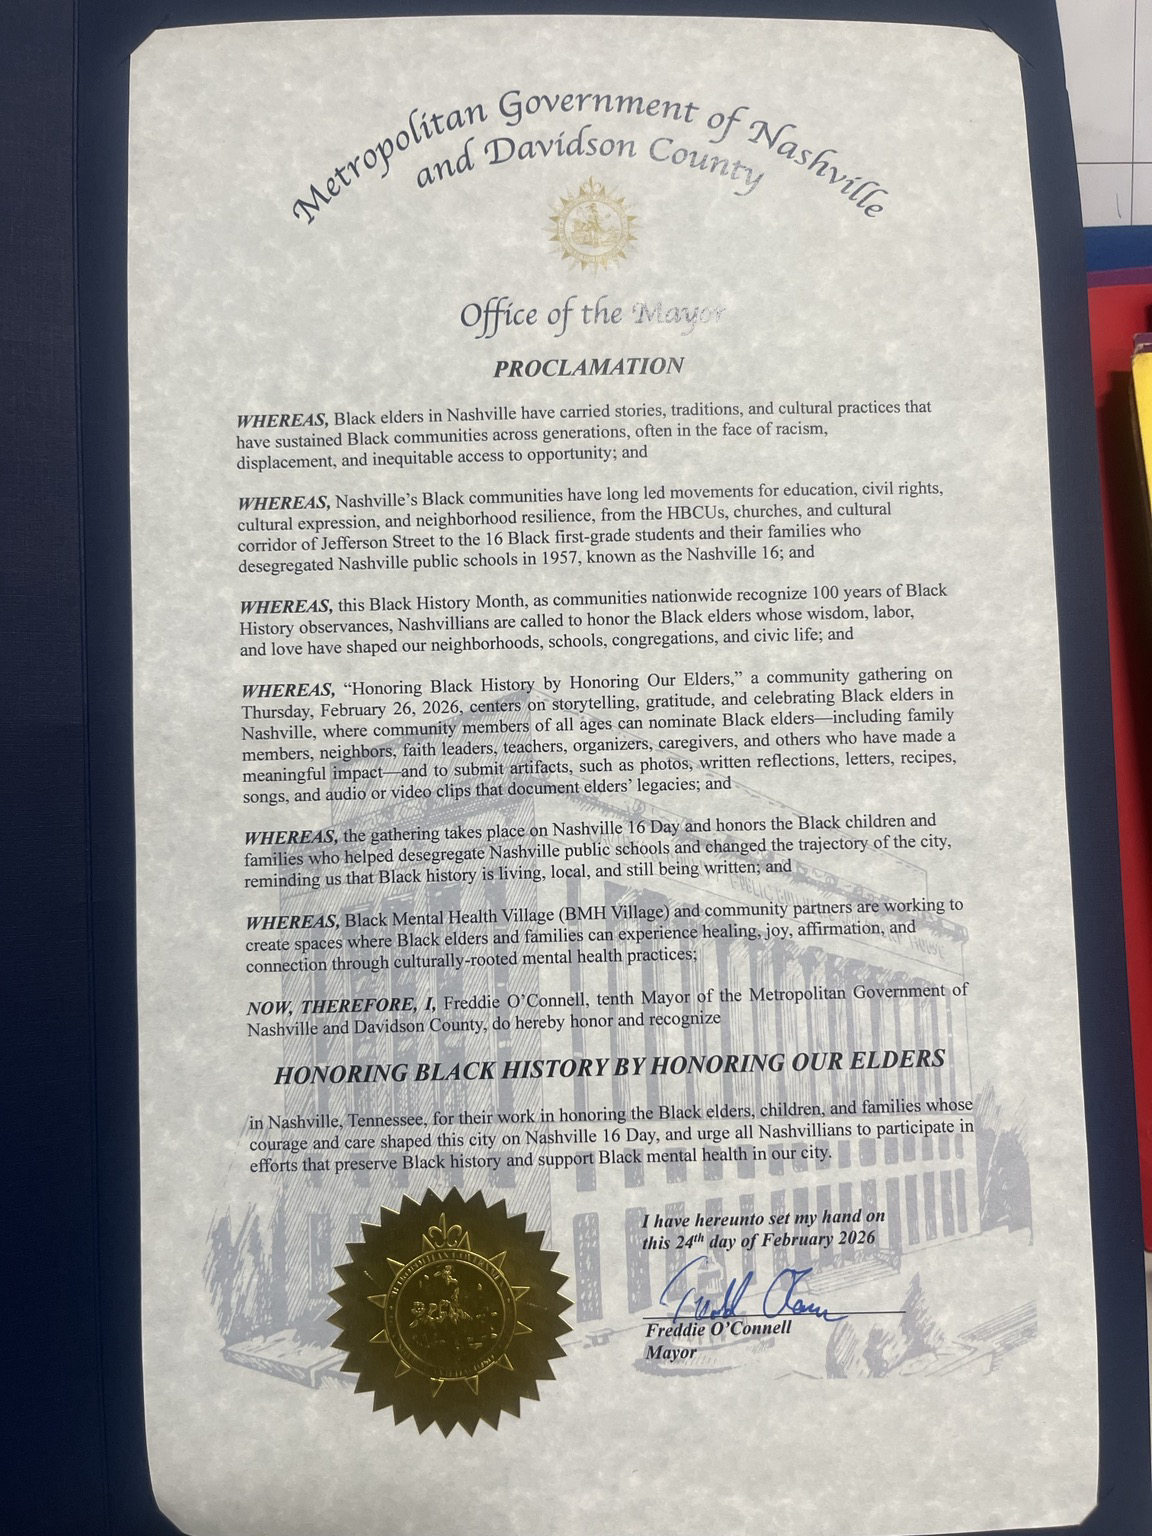 Metropolitan Government of Nashville
and Davidson County
Office of the Mayor
PROCLAMATION
WHEREAS, Black elders in Nashville have carried stories, traditions, and cultural practices that
have sustained Black communities across generations, often in the face of racism,
displacement, and inequitable access to opportunity; and
WHEREAS, Nashville’s Black communities have long led movements for education, civil rights,
cultural expression, and neighborhood resilience, from the HBCUs, churches, and cultural
corridor of Jefferson Street to the 16 Black first-grade students and their families who
desegregated Nashville public schools in 1957, known as the Nashville 16; and
WHEREAS, this Black History Month, as communities nationwide recognize 100 years of Black
History observances, Nashvillians are called to honor the Black elders whose wisdom, labor,
and love have shaped our neighborhoods, schools, congregations, and civic life; and
WHEREAS, “Honoring Black History by Honoring Our Elders,” a community gathering on
Thursday, February 26, 2026, centers on storytelling, gratitude, and celebrating Black elders in
Nashville, where community members of all ages can nominate Black elders—including family
members, neighbors, faith leaders, teachers, organizers, caregivers, and others who have made a
meaningful impact—and to submit artifacts, such as photos, written reflections, letters, recipes,
songs, and audio or video clips that document elders’ legacies; and
WHEREAS, the gathering takes place on Nashville 16 Day and honors the Black children and
families who helped desegregate Nashville public schools and changed the trajectory of the city,
reminding us that Black history is living, local, and still being written; and
WHEREAS, Black Mental Health Village (BMH Village) and community partners are working to
create spaces where Black elders and families can experience healing, joy, affirmation, and
connection through culturally-rooted mental health practices;
NOW, THEREFORE, I, Freddie O’Connell, tenth Mayor of the Metropolitan Government of
Nashville and Davidson County, do hereby honor and recognize
HONORING BLACK HISTORY BY HONORING OUR ELDERS
in Nashville, Tennessee, for their work in honoring the Black elders, children, and families whose
courage and care shaped this city on Nashville 16 Day, and urge all Nashvillians to participate in
efforts that preserve Black history and support Black mental health in our city.
I have hereunto set my hand on
this 24th day of February 2026
Freddie O’Connell
Mayor